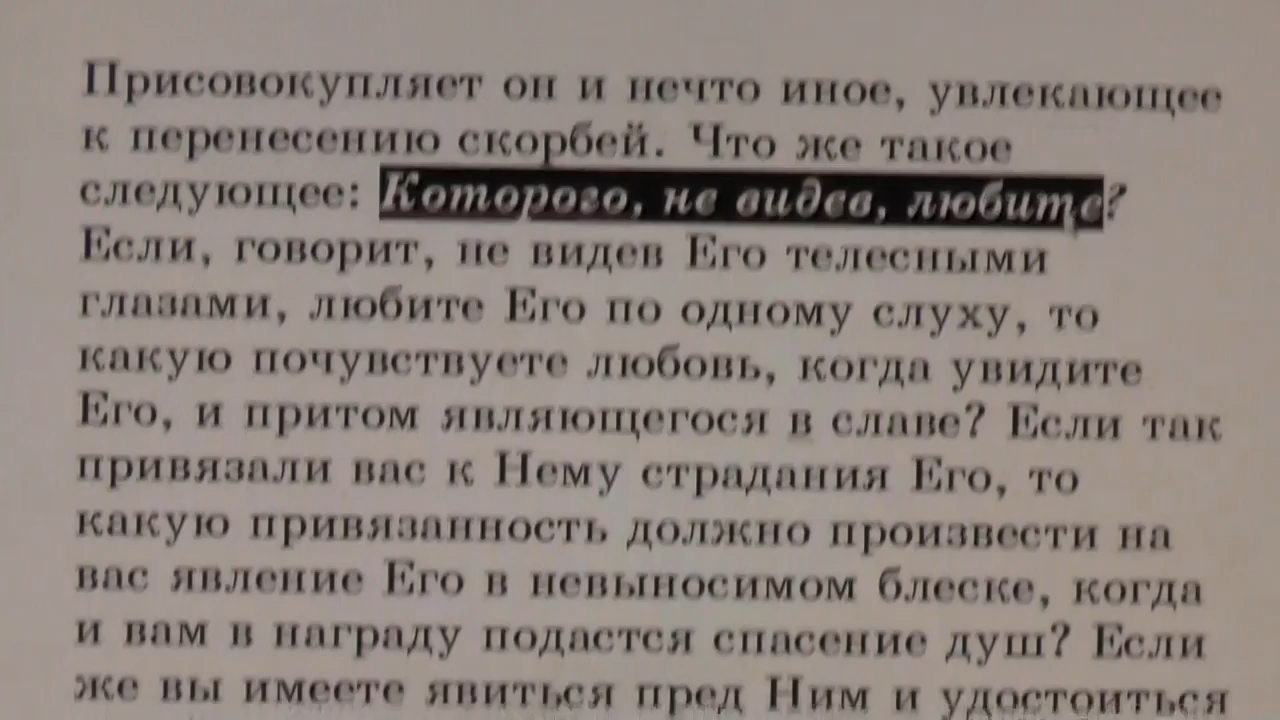 Присовокупляет он и нечто иное, увлекающее
к перенесению скорбей. Что же такое
следующее: Которого, не видев, любите?
Если, говорит, не видев Его телесными
глазами, любите Его по одному слуху, то
какую почувствуете любовь, когда увидите
Его, и притом являющегося в славе? Если так
привязали вас к Нему страдания Его, то
какую привязанность должно произвести на
вас явление Его в невыносимом блеске, когда
и вам в награду подастся спасение душ? Если
же вы имеете явиться пред Ним и удостоиться